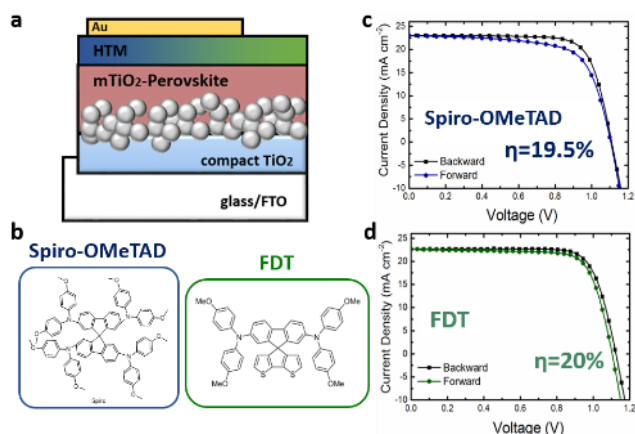 a
Au
HTM
mTiO2-Perovskite
compact TiO2
glass/FTO
b
Spiro-OMeTAD
FDT
Spiro
MeO
OMe
MeO
OMe
c
Current Density (mA cm-2)
25
20
15
10
5
0
-5
-10
Spiro-OMeTAD
Backward
Forward
η=19.5%
0.0 0.2 0.4 0.6 0.8 1.0 1.2
Voltage (V)
d
Current Density (mA cm-2)
25
20
15
10
5
0
-5
-10
FDT
Backward
Forward
η=20%
0.0 0.2 0.4 0.6 0.8 1.0 1.2
Voltage (V)